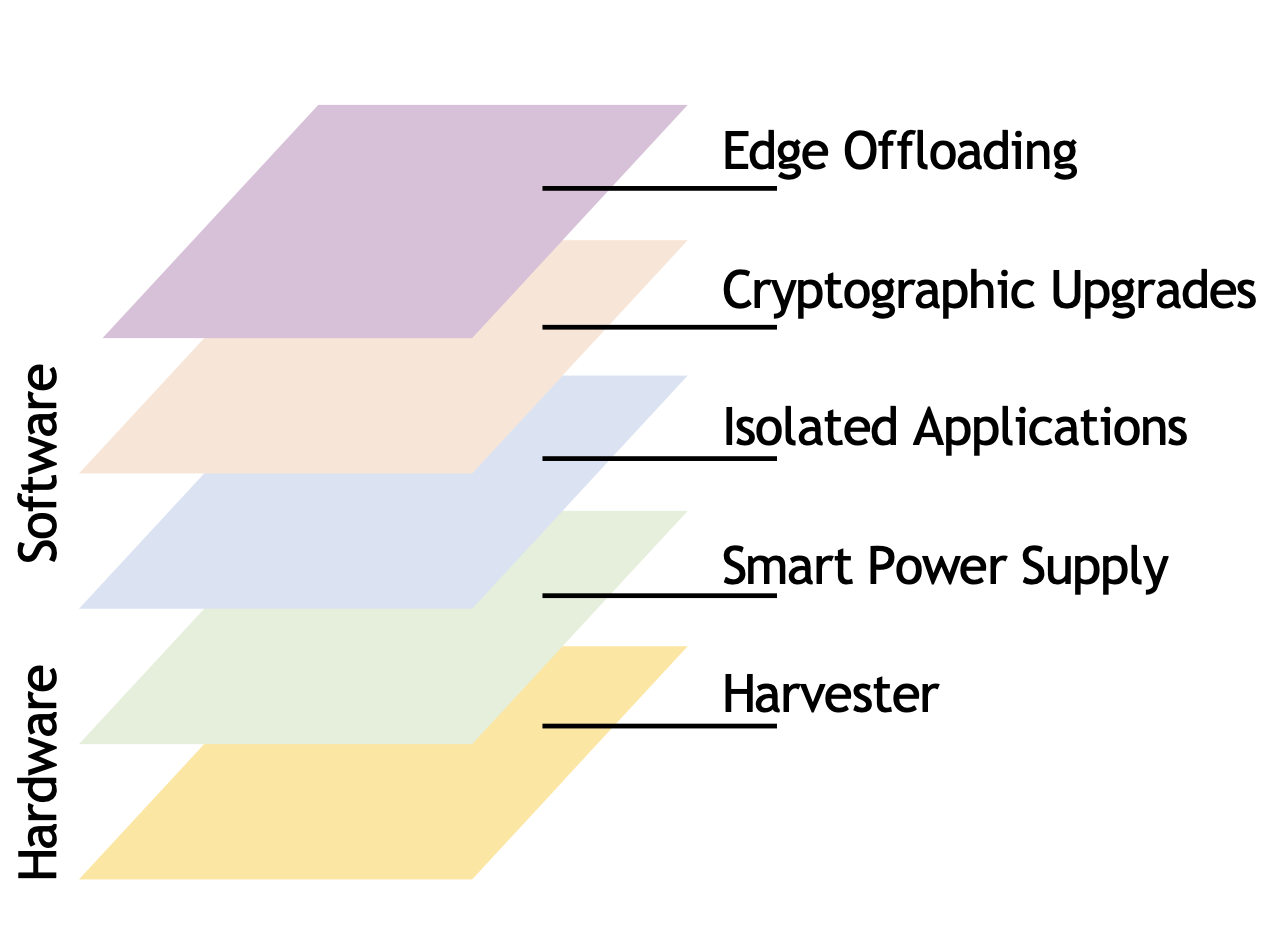 Edge Offloading
Cryptographic Upgrades
Isolated Applications
Smart Power Supply
Harvester
Software
Hardware